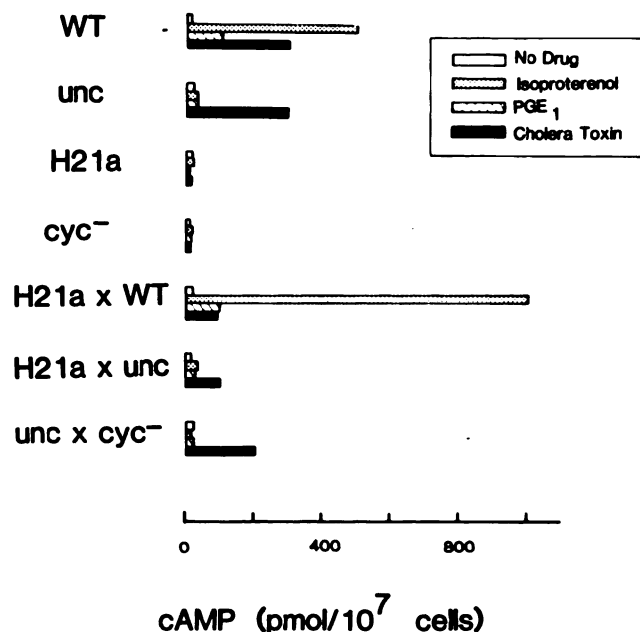 WT
No Drug
Isoproterenol
PGE₁
Cholera Toxin
unc
H21a
cyc⁻
H21a x WT
H21a x unc
unc x cyc⁻
0 400 800
cAMP (pmol/10⁷ cells)